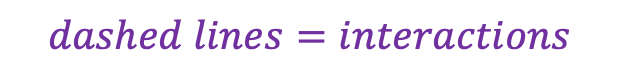 dashed lines = interactions